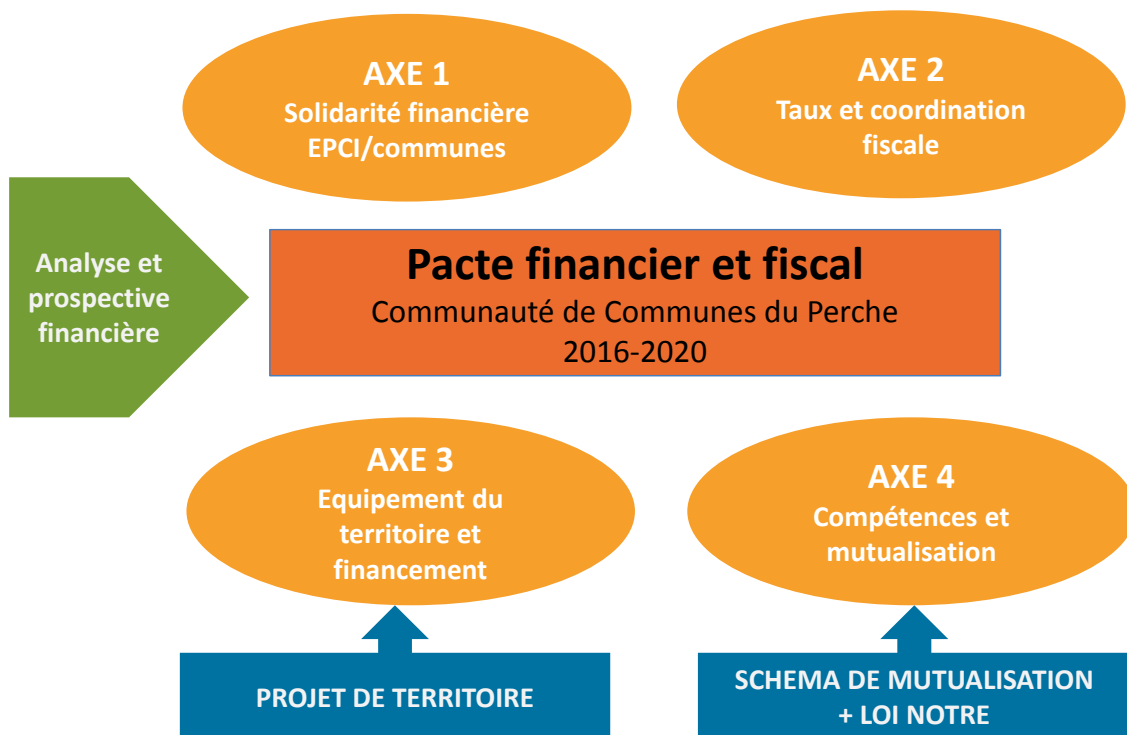 AXE 1
Solidarité financière
EPCI/communes
AXE 2
Taux et coordination
fiscale
Analyse et
prospective
financière
Pacte financier et fiscal
Communauté de Communes du Perche
2016-2020
AXE 3
Equipement du
territoire et
financement
AXE 4
Compétences et
mutualisation
PROJET DE TERRITOIRE
SCHEMA DE MUTUALISATION
+ LOI NOTRE